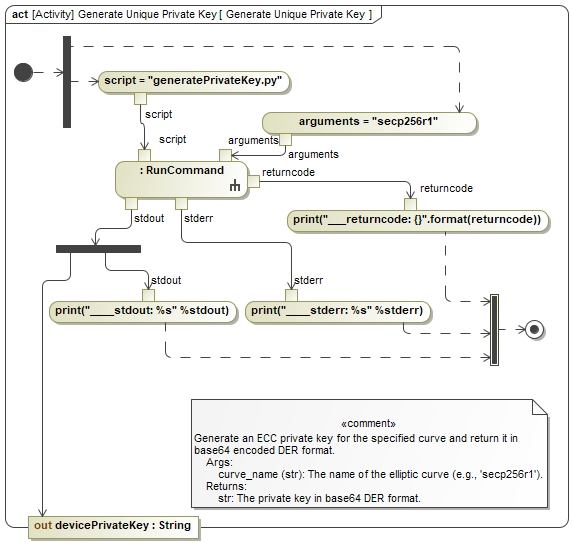 act [Activity] Generate Unique Private Key [ Generate Unique Private Key ]
script = "generatePrivateKey.py"
script
arguments = "secp256r1"
script
arguments
arguments
: RunCommand
returncode
returncode
stdout
stderr
print("___returncode: {}".format(returncode))
stdout
stderr
print("____stdout: %s" %stdout)
print("____stderr: %s" %stderr)
«comment»
Generate an ECC private key for the specified curve and return it in
base64 encoded DER format.
Args:
curve_name (str): The name of the elliptic curve (e.g., 'secp256r1').
Returns:
str: The private key in base64 DER format.
out devicePrivateKey : String